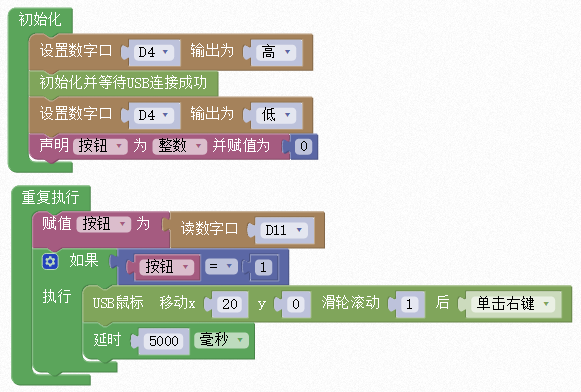 初始化
设置数字口 D4 输出为 高
初始化并等待USB连接成功
设置数字口 D4 输出为 低
声明 按钮 为 整数 并赋值为 0
重复执行
赋值 按钮 为 读数字口 D11
如果 按钮 = 1
执行 USB鼠标 移动x 20 y 0 滑轮滚动 1 后 单击右键
延时 5000 毫秒